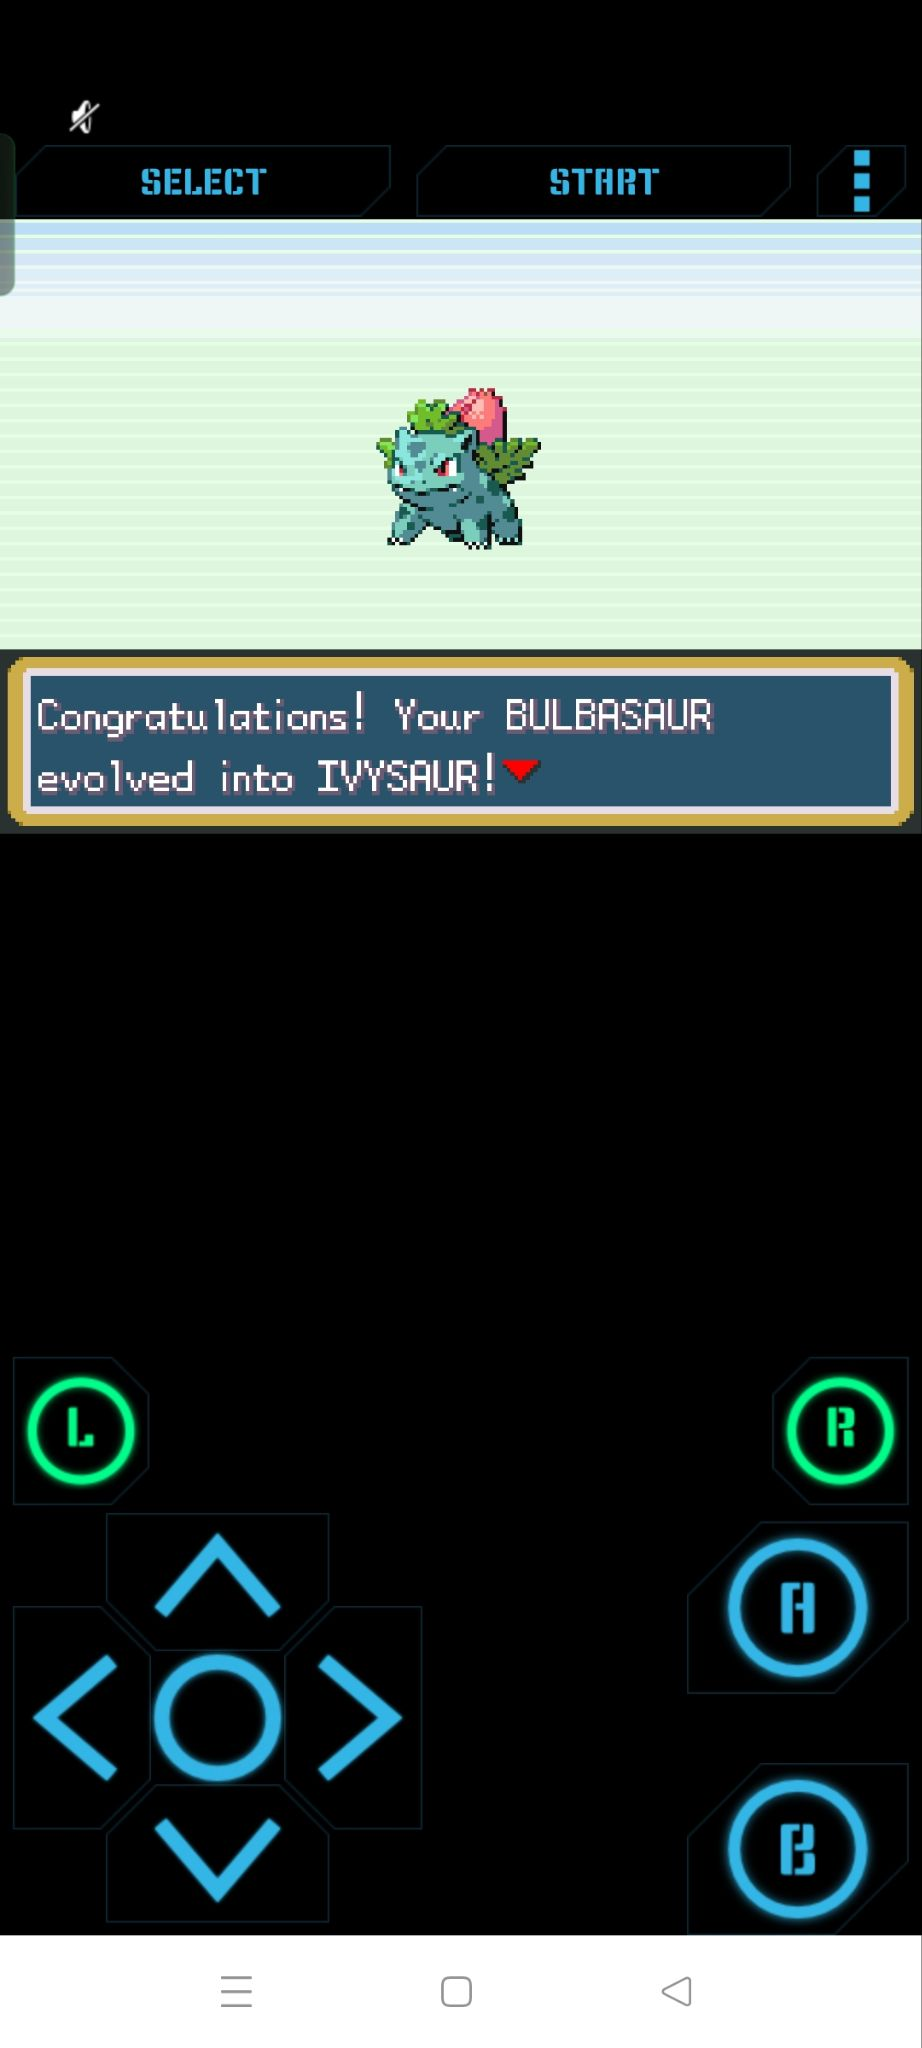 SELECT
START
Congratulations! Your BULBASAUR
evolved into IVYSAUR!
L
R
A
B